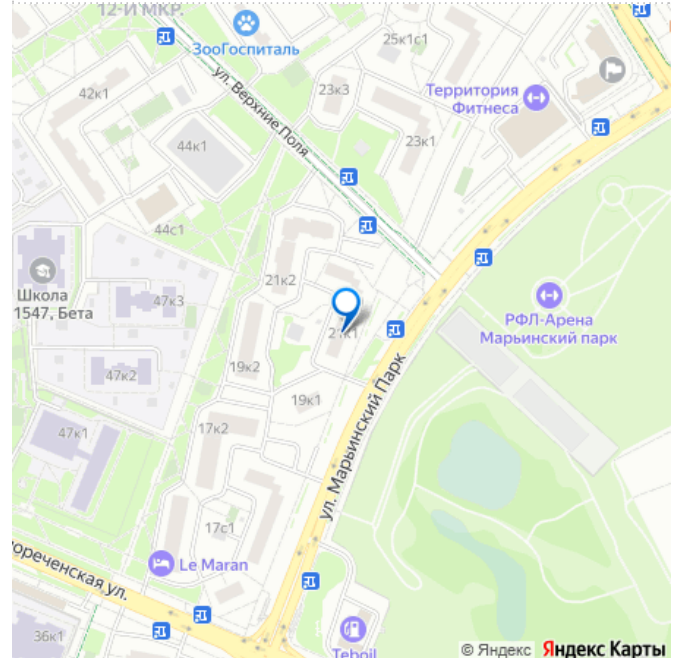 12-Й МКР.
ЗооГоспиталь
25к1с1
42к1
ул. Верхние Поля
23к3
Территория
Фитнеса
23к1
44к1
44с1
21к2
Школа
1547, Бета
47к3
РФЛ-Арена
Марьинский парк
21к1
19к2
47к2
ул. Марьинский Парк
19к1
47к1
17к2
17с1
Le Maran
ореченская ул.
36к1
Teboil
© Яндекс Яндекс Карты